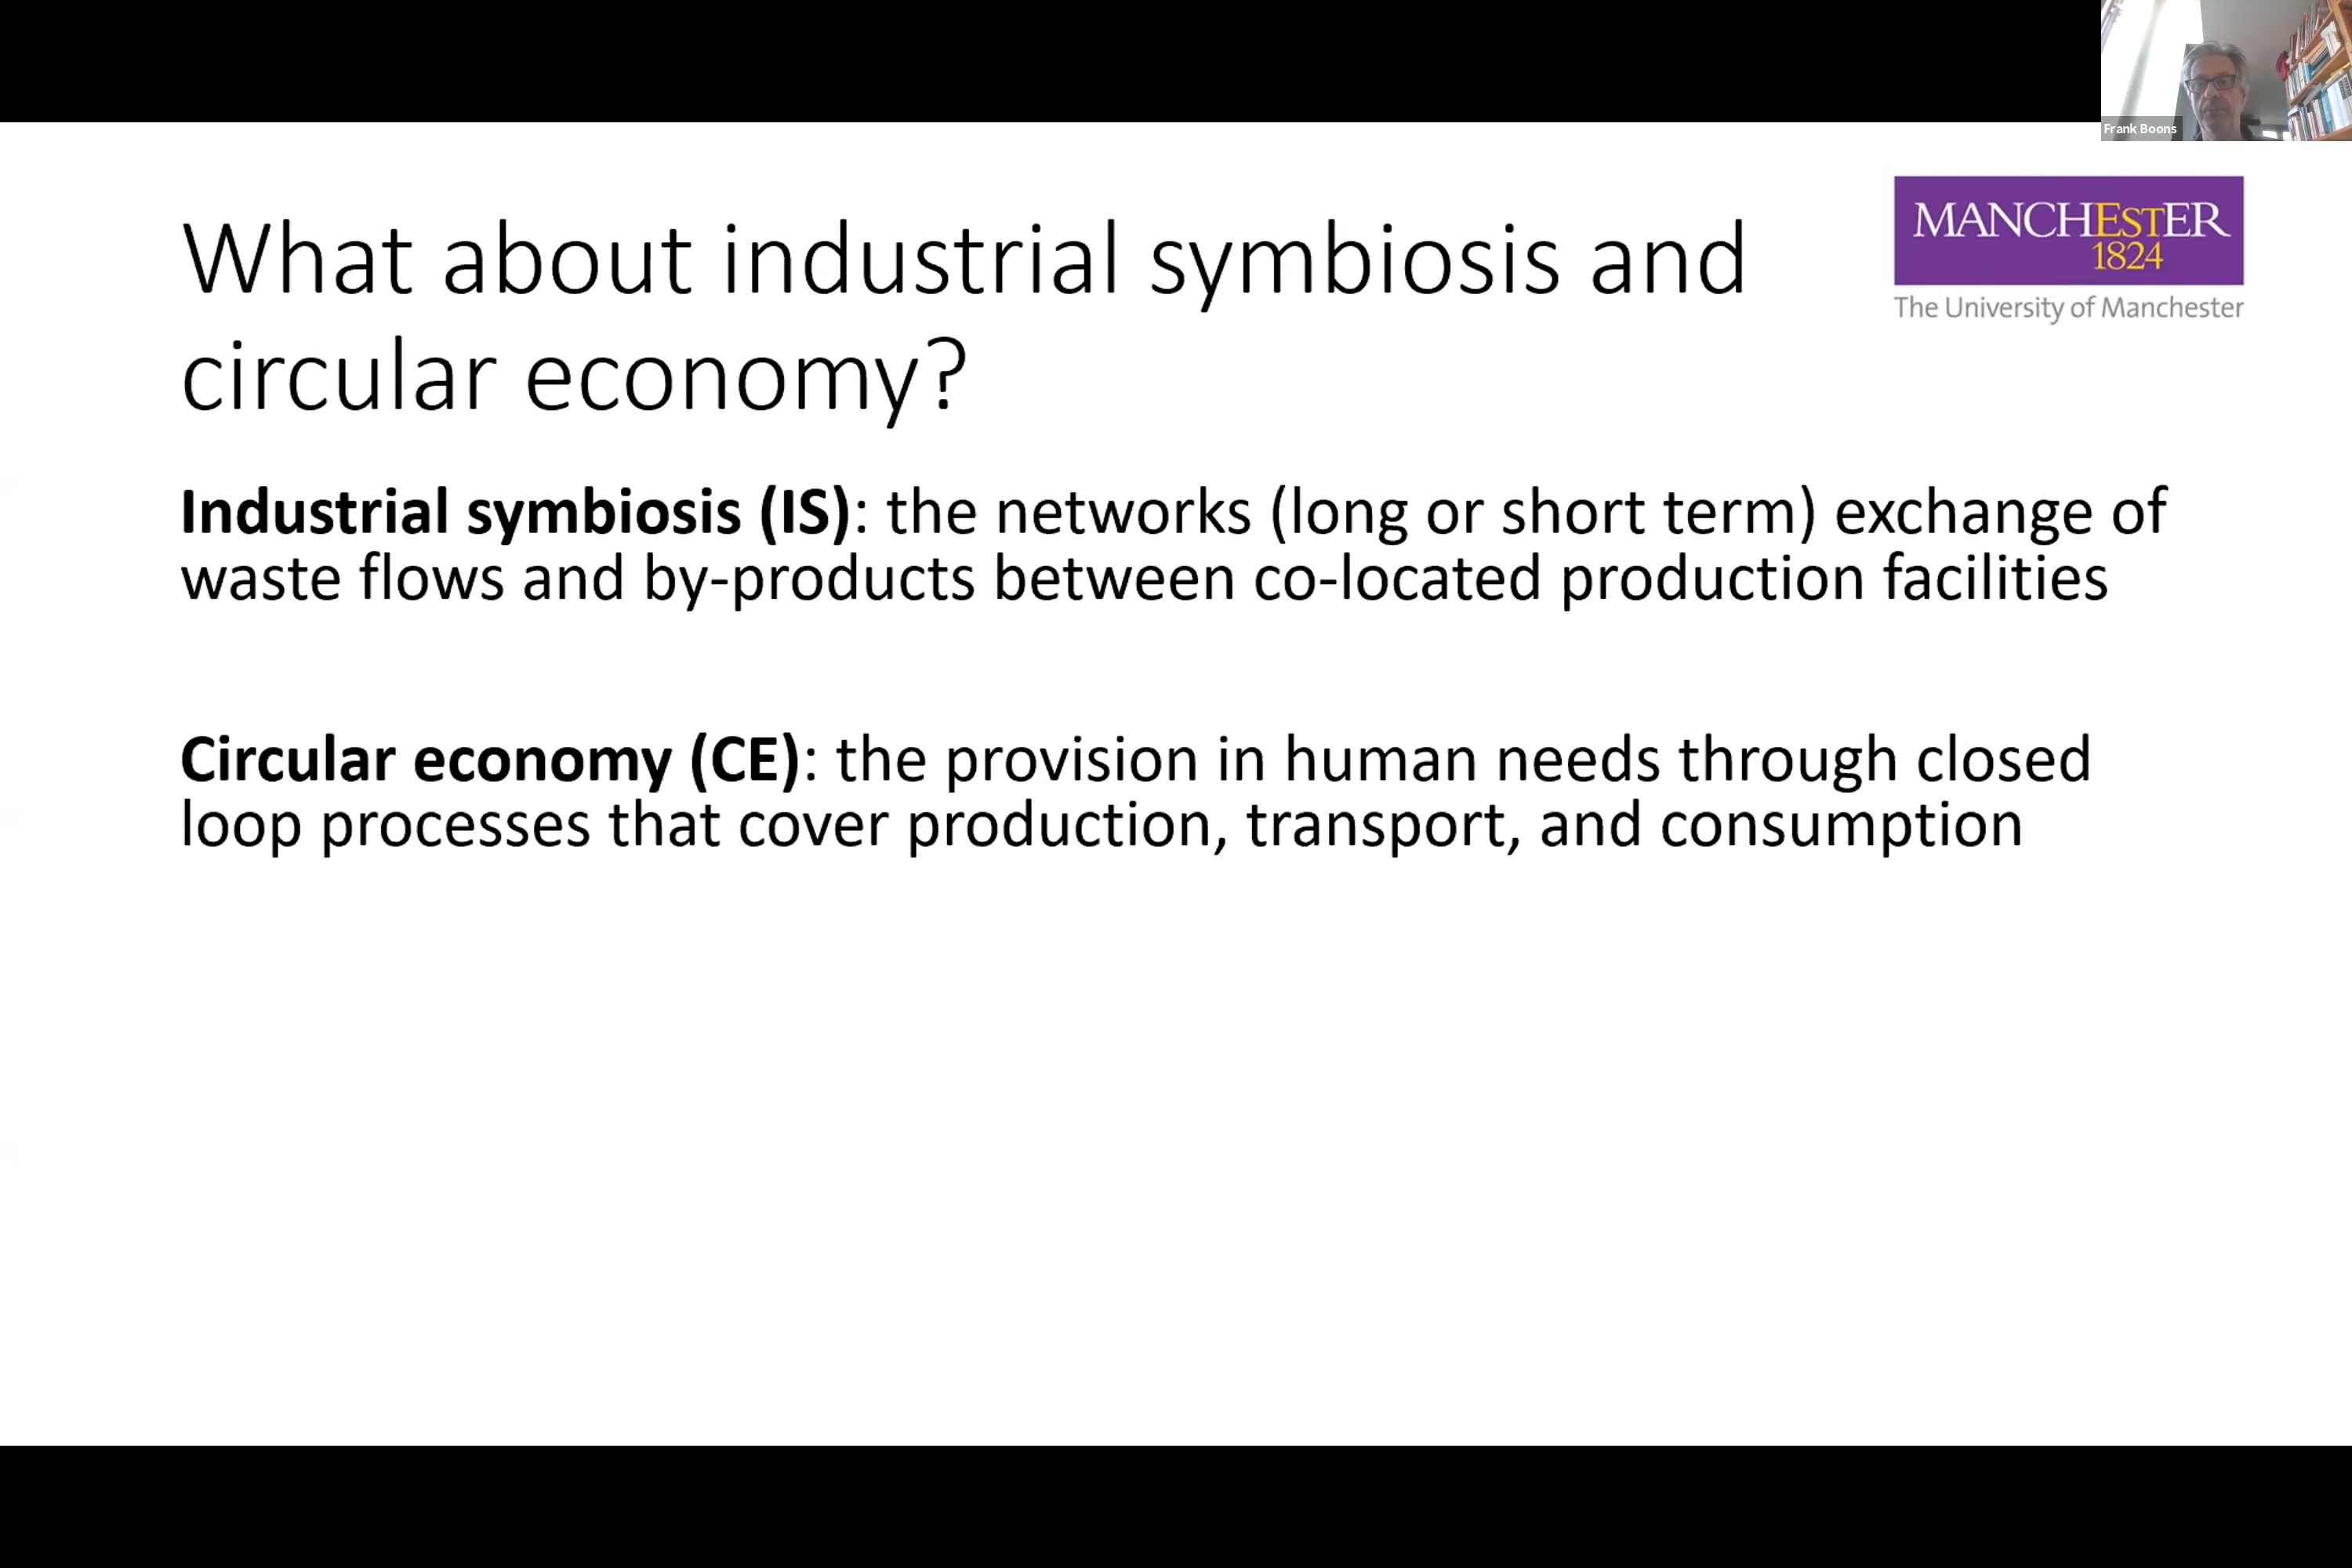 Frank Boons
MANCHESTER
1824
The University of Manchester
What about industrial symbiosis and
circular economy?
Industrial symbiosis (IS): the networks (long or short term) exchange of
waste flows and by-products between co-located production facilities
Circular economy (CE): the provision in human needs through closed
loop processes that cover production, transport, and consumption